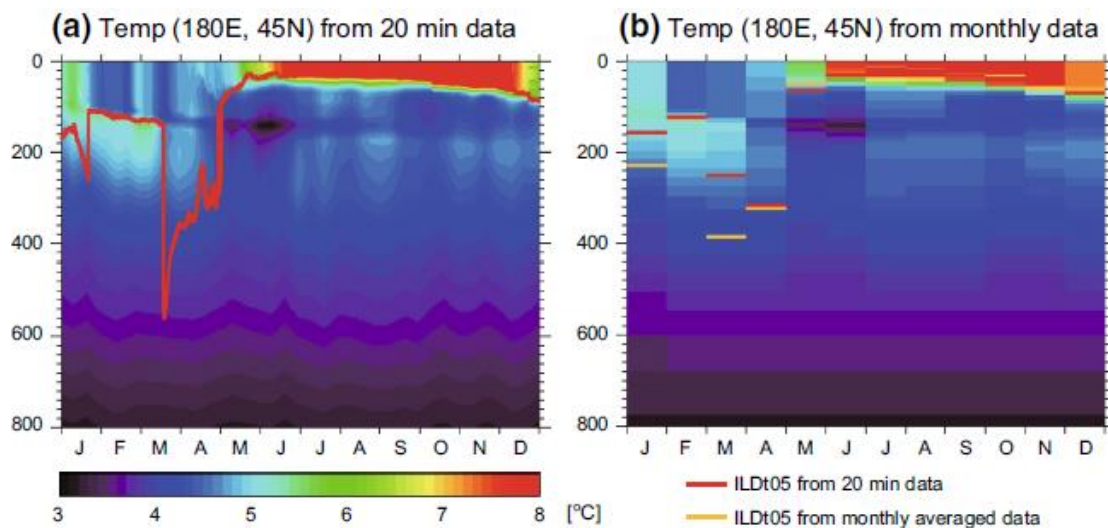 (a) Temp (180E, 45N) from 20 min data
(b) Temp (180E, 45N) from monthly data
0
200
400
600
800
J F M A M J J A S O N D
0
200
400
600
800
J F M A M J J A S O N D
3 4 5 6 7 8 [°C]
ILDt05 from 20 min data
ILDt05 from monthly averaged data